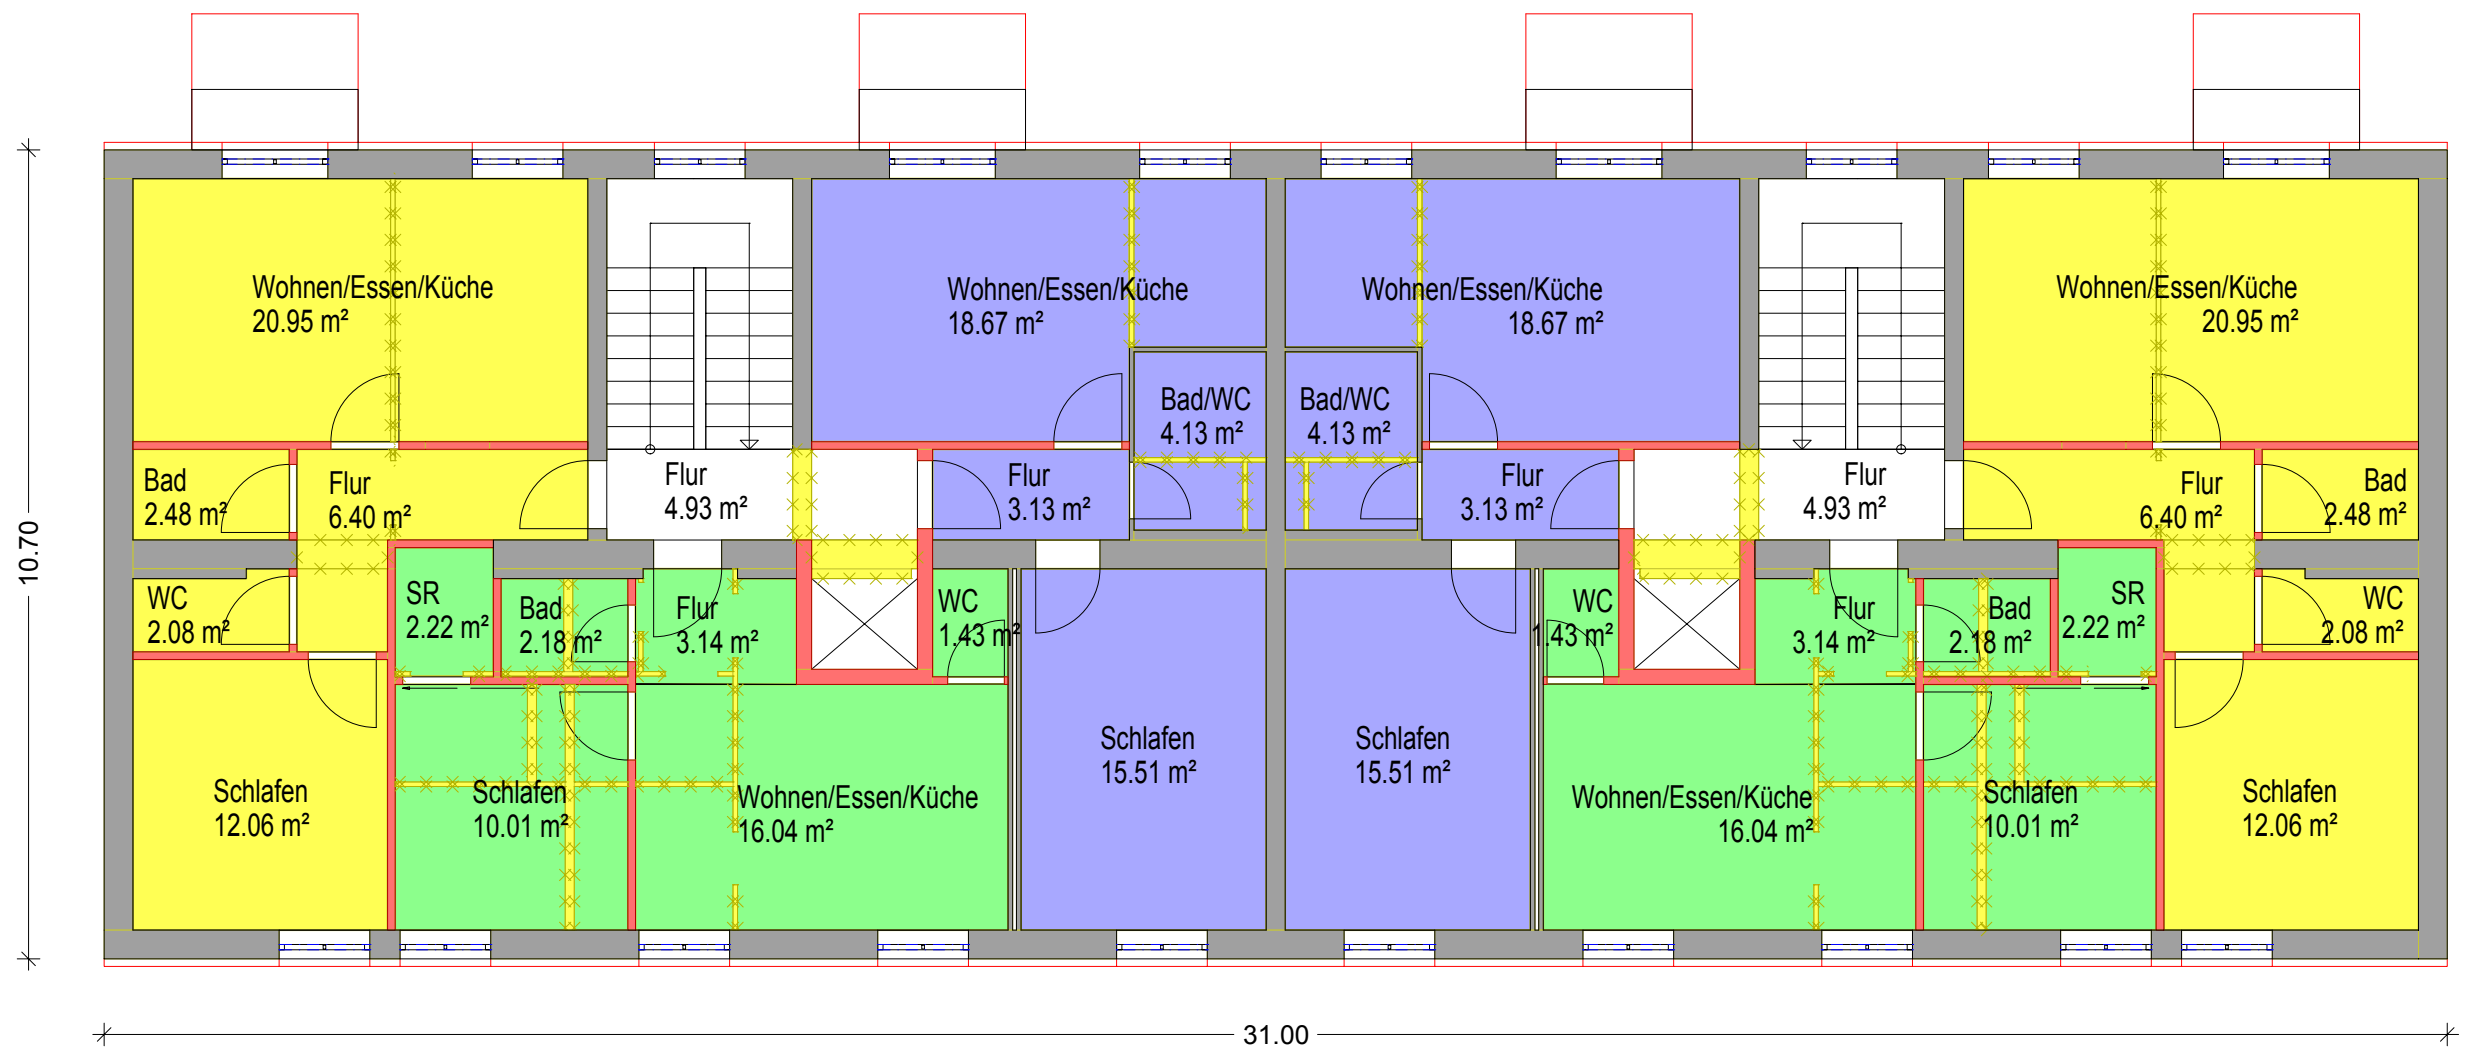 Wohnen/Essen/Küche
20.95 m²
Wohnen/Essen/Küche
18.67 m²
Wohnen/Essen/Küche
18.67 m²
Wohnen/Essen/Küche
20.95 m²
Bad/WC
4.13 m²
Bad/WC
4.13 m²
Bad
2.48 m²
Flur
6.40 m²
Flur
4.93 m²
Flur
3.13 m²
Flur
3.13 m²
Flur
4.93 m²
Flur
6.40 m²
Bad
2.48 m²
10.70
WC
2.08 m²
SR
2.22 m²
Bad
2.18 m²
Flur
3.14 m²
WC
1.43 m²
WC
1.43 m²
Flur
3.14 m²
Bad
2.18 m²
SR
2.22 m²
WC
2.08 m²
Schlafen
12.06 m²
Schlafen
10.01 m²
Wohnen/Essen/Küche
16.04 m²
Schlafen
15.51 m²
Schlafen
15.51 m²
Wohnen/Essen/Küche
16.04 m²
Schlafen
10.01 m²
Schlafen
12.06 m²
31.00